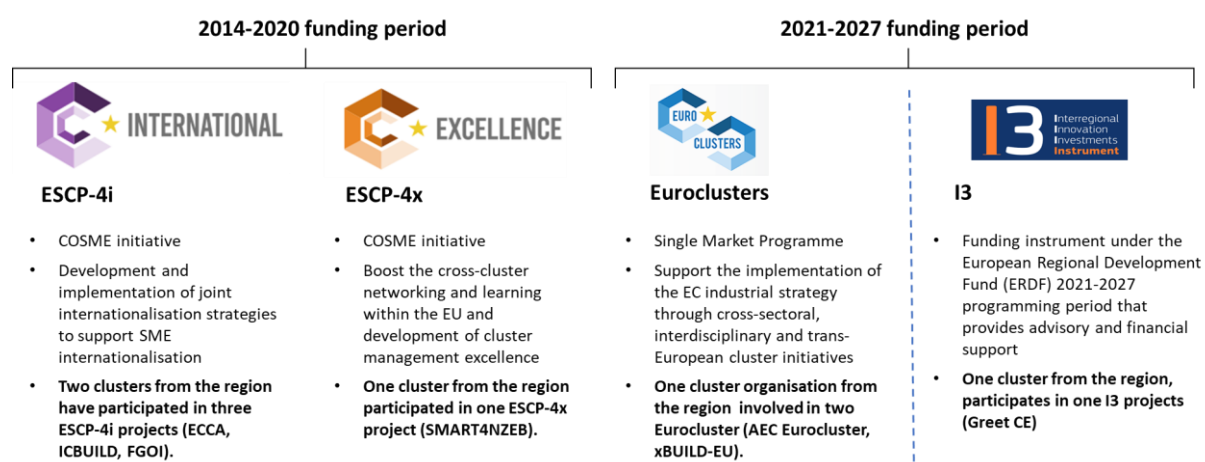 2014-2020 funding period
2021-2027 funding period
INTERNATIONAL
EXCELLENCE
EURO
CLUSTERS
I3
Interregional
Innovation
Investments
Instrument
ESCP-4i
• COSME initiative
• Development and
implementation of joint
internationalisation strategies
to support SME
internationalisation
• Two clusters from the region
have participated in three
ESCP-4i projects (ECCA,
ICBUILD, FGOI).
ESCP-4x
• COSME initiative
• Boost the cross-cluster
networking and learning
within the EU and
development of cluster
management excellence
• One cluster from the region
participated in one ESCP-4x
project (SMART4NZEB).
Euroclusters
• Single Market Programme
• Support the implementation of
the EC industrial strategy
through cross-sectoral,
interdisciplinary and trans-
European cluster initiatives
• One cluster organisation from
the region involved in two
Eurocluster (AEC Eurocluster,
xBUILD-EU).
I3
• Funding instrument under the
European Regional Development
Fund (ERDF) 2021-2027
programming period that
provides advisory and financial
support
• One cluster from the region,
participates in one I3 projects
(Greet CE)